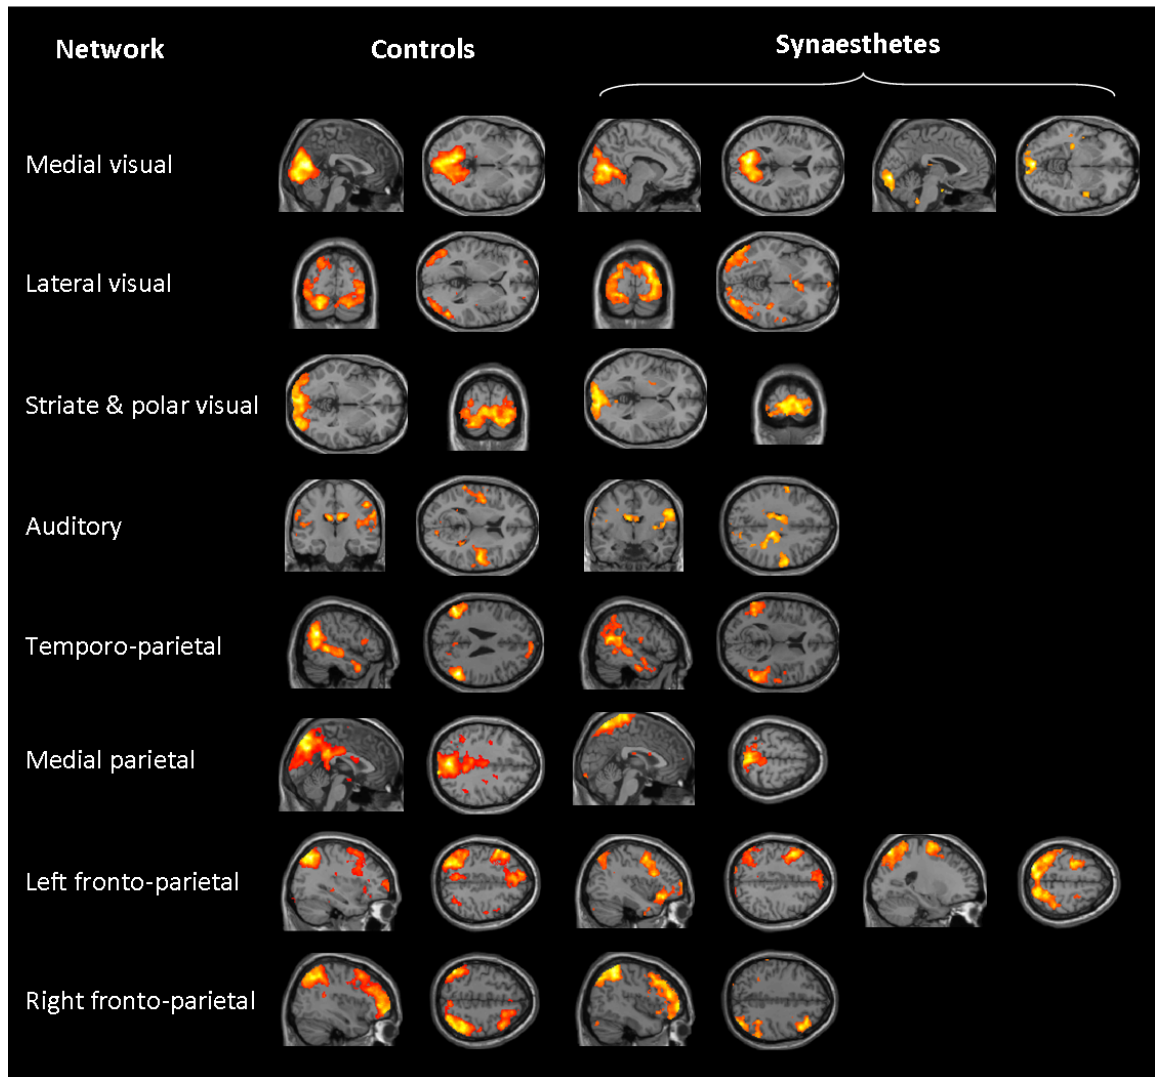 Network
Controls
Synaesthetes
Medial visual
Lateral visual
Striate & polar visual
Auditory
Temporo-parietal
Medial parietal
Left fronto-parietal
Right fronto-parietal